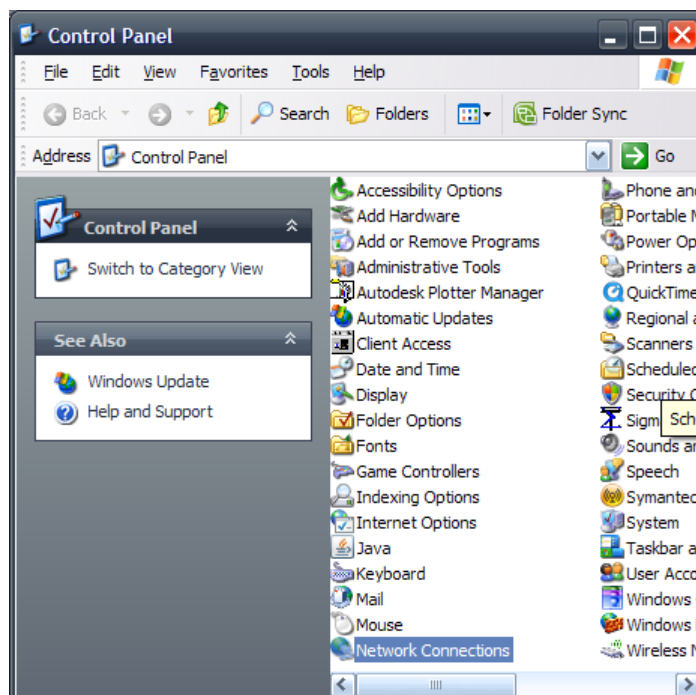 Control Panel
File Edit View Favorites Tools Help
Back Search Folders Folder Sync
Address Control Panel Go
Control Panel
Switch to Category View
See Also
Windows Update
Help and Support
Accessibility Options
Add Hardware
Add or Remove Programs
Administrative Tools
Autodesk Plotter Manager
Automatic Updates
Client Access
Date and Time
Display
Folder Options
Fonts
Game Controllers
Indexing Options
Internet Options
Java
Keyboard
Mail
Mouse
Network Connections
Phone and
Portable M
Power Op
Printers a
QuickTime
Regional a
Scanners
Scheduled
Security C
Sigm Sch
Sounds an
Speech
Symantec
System
Taskbar a
User Acco
Windows
Windows
Wireless N